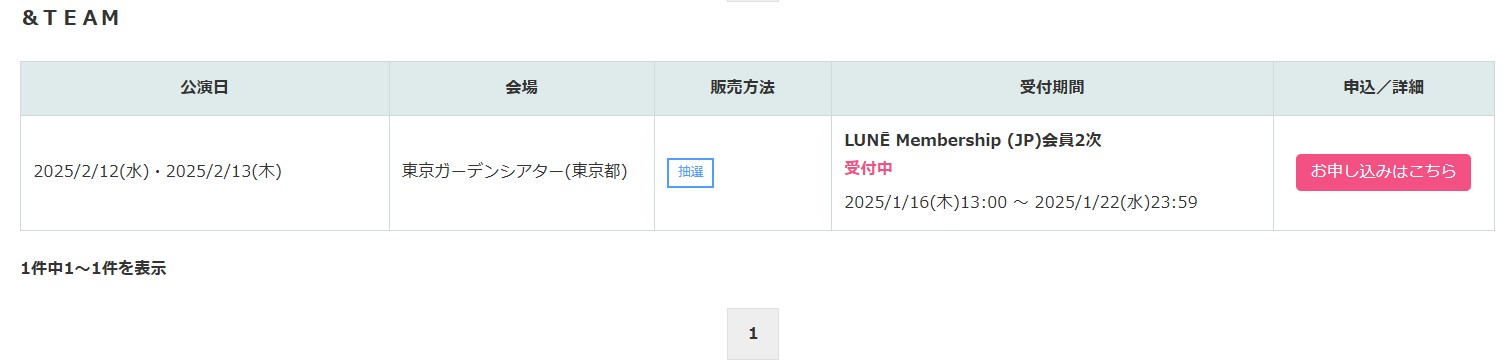 &TEAM
公演日
会場
販売方法
受付期間
申込／詳細
2025/2/12(水)・2025/2/13(木)
東京ガーデンシアター(東京都)
抽選
LUNĒ Membership (JP)会員2次
受付中
2025/1/16(木)13:00 ～ 2025/1/22(水)23:59
お申し込みはこちら
1件中1～1件を表示
1